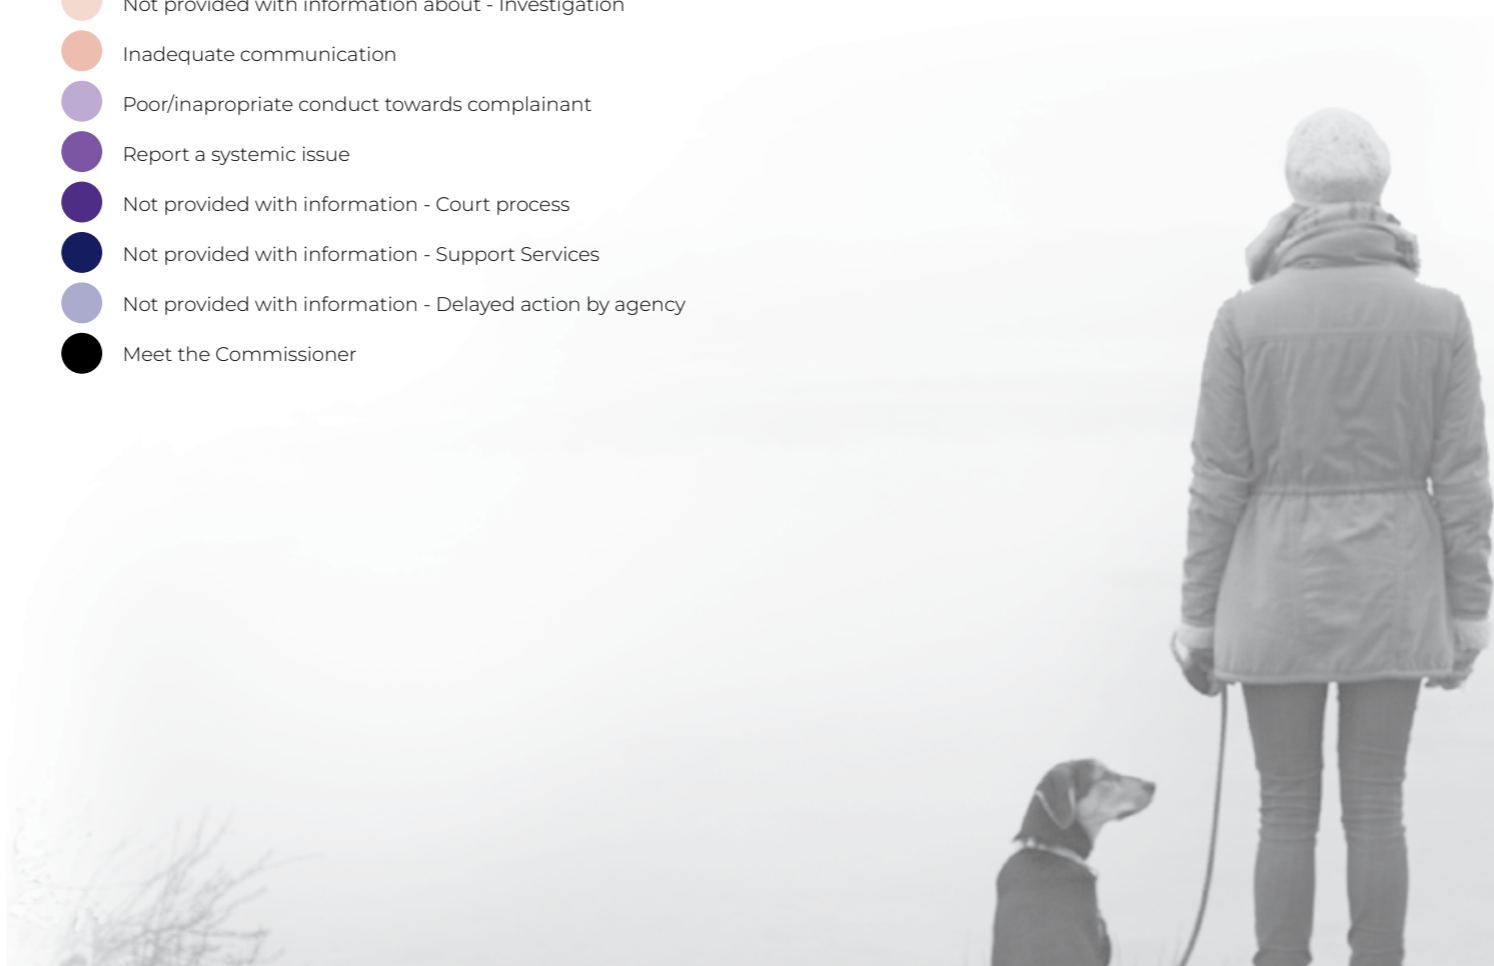 Not provided with information about - Investigation
Inadequate communication
Poor/inapropriate conduct towards complainant
Report a systemic issue
Not provided with information - Court process
Not provided with information - Support Services
Not provided with information - Delayed action by agency
Meet the Commissioner